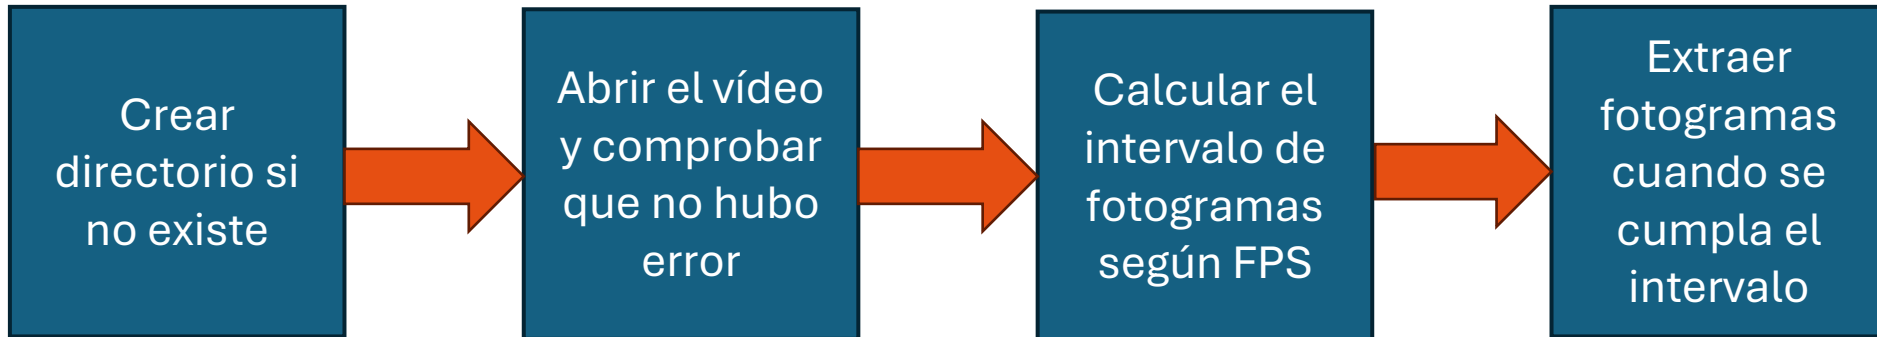 Crear
directorio si
no existe
Abrir el vídeo
y comprobar
que no hubo
error
Calcular el
intervalo de
fotogramas
según FPS
Extraer
fotogramas
cuando se
cumpla el
intervalo